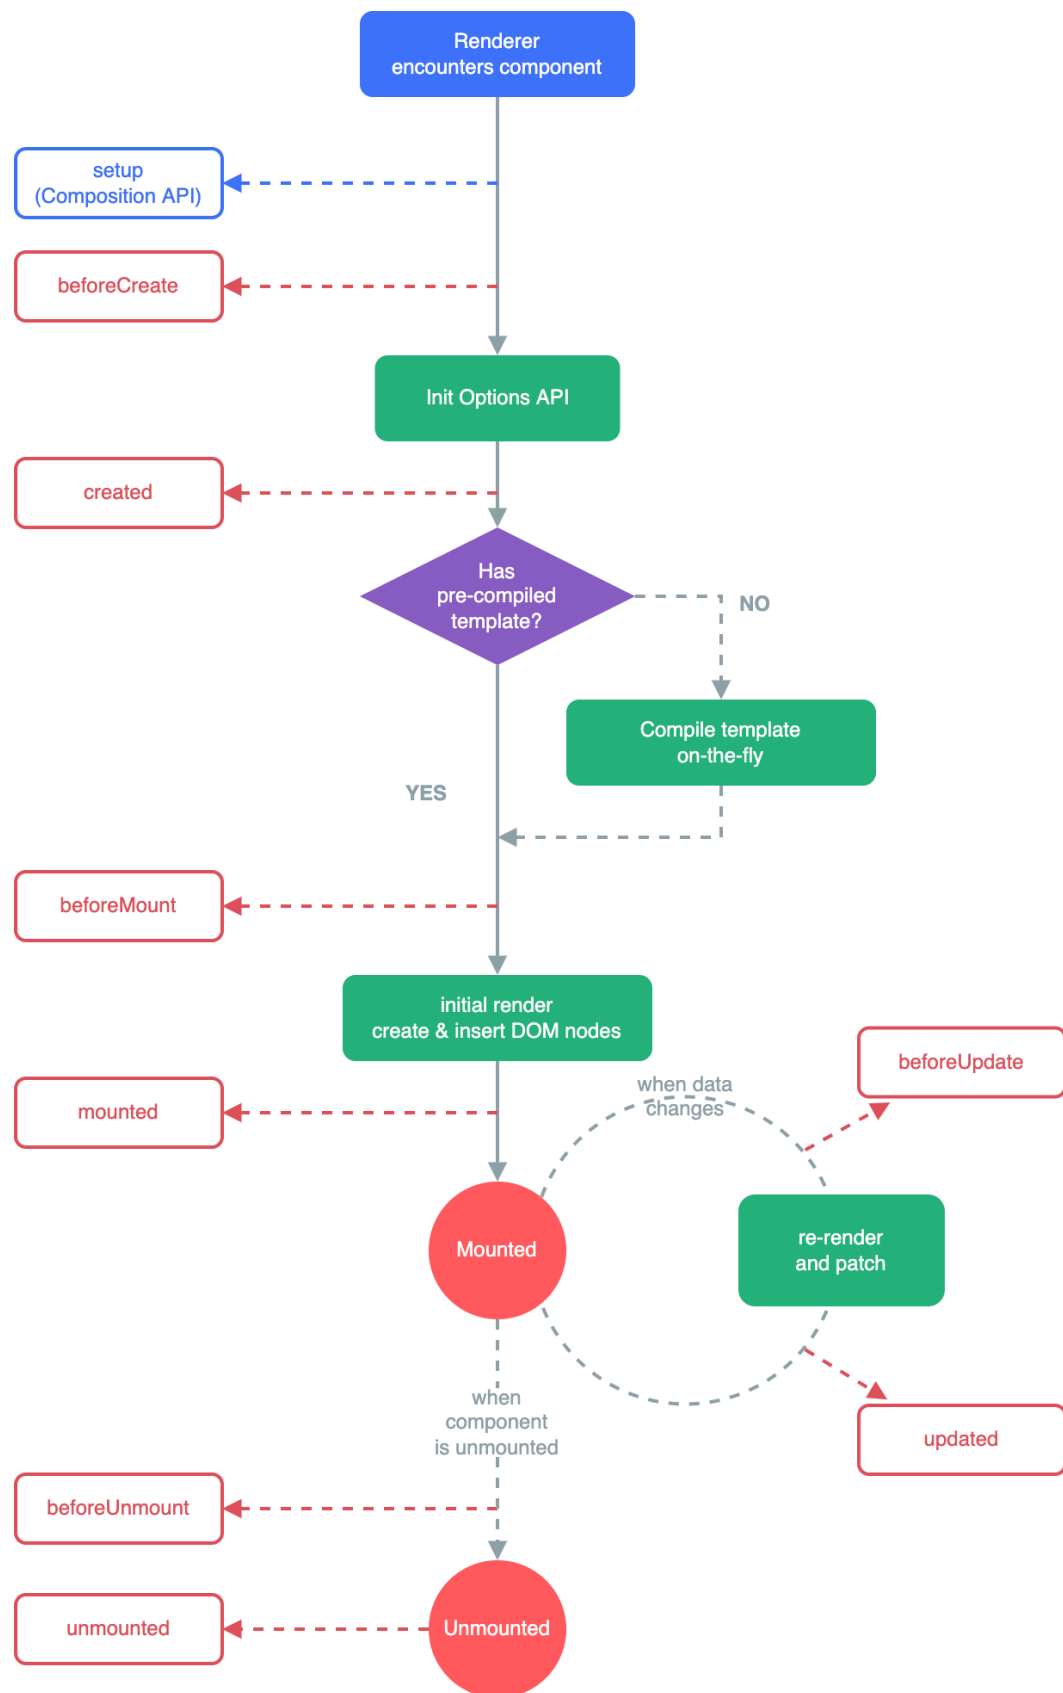 Renderer
encounters component
setup
(Composition API)
beforeCreate
Init Options API
created
Has
pre-compiled
template?
NO
Compile template
on-the-fly
YES
beforeMount
initial render
create & insert DOM nodes
beforeUpdate
when data
changes
mounted
Mounted
re-render
and patch
when
component
is unmounted
updated
beforeUnmount
unmounted
Unmounted